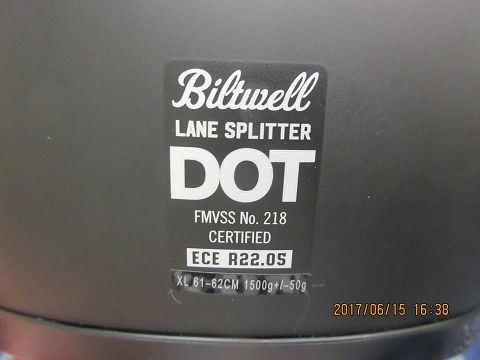 Biltwell
LANE SPLITTER
DOT
FMVSS No. 218
CERTIFIED
ECE R22.05
XL 61-62CM 1500g+/-50g
2017/06/15 16:38